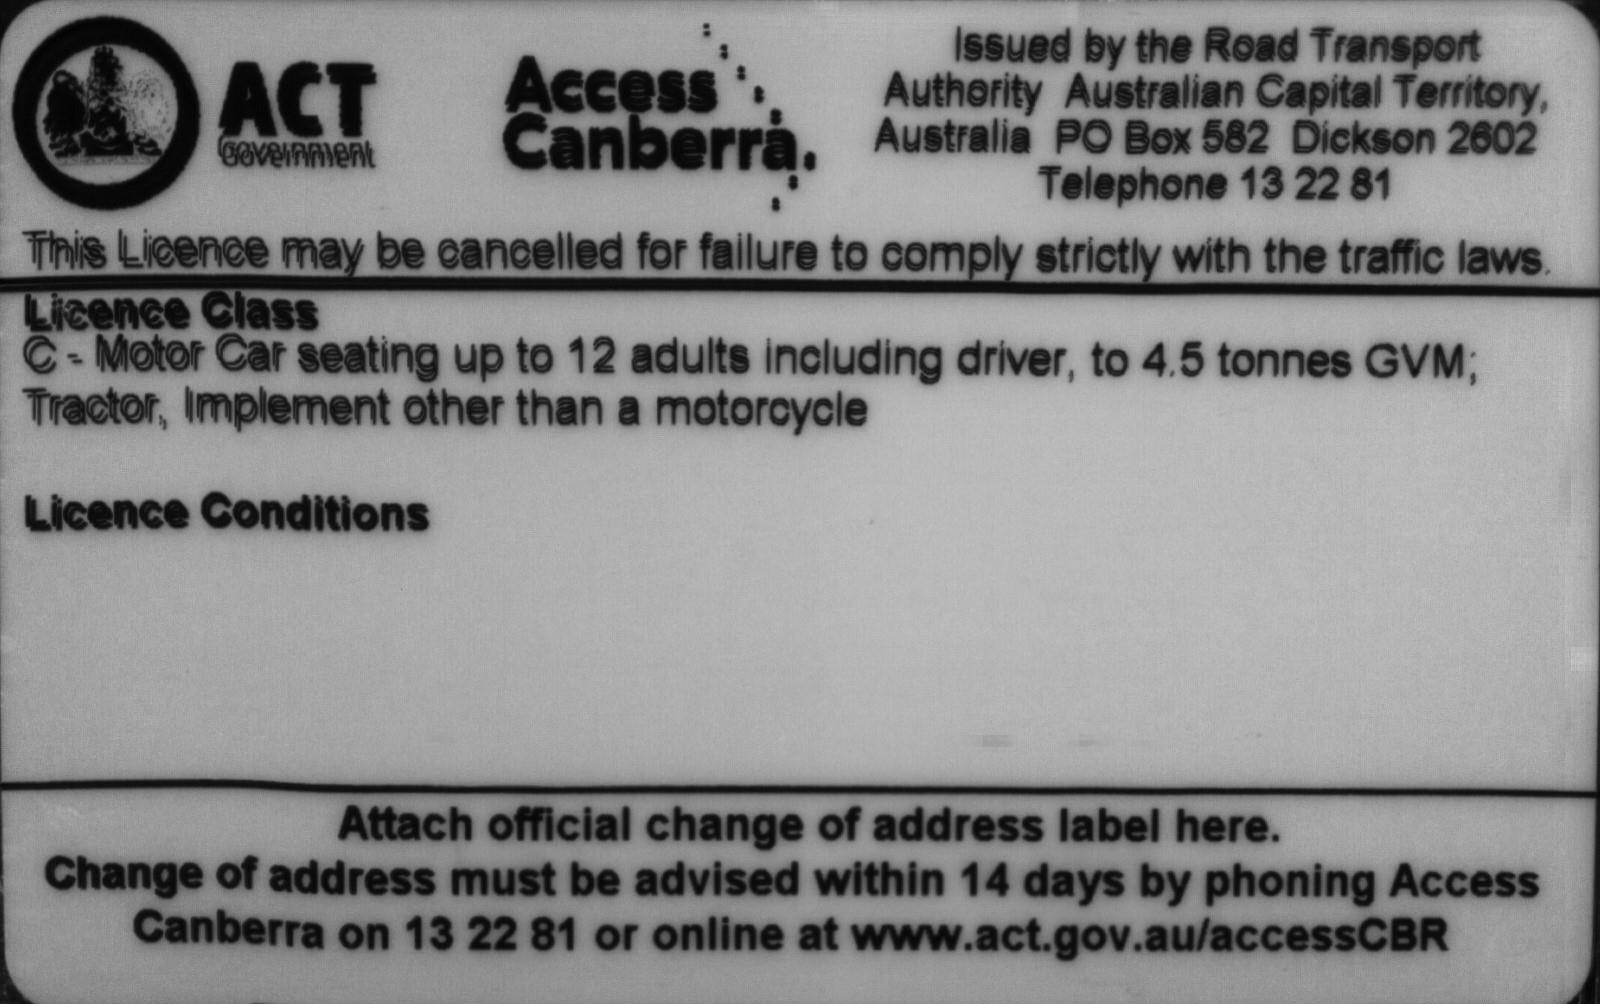 ACT
Government
Access
Canberra.
Issued by the Road Transport
Authority Australian Capital Territory,
Australia PO Box 582 Dickson 2602
Telephone 13 22 81
This Licence may be cancelled for failure to comply strictly with the traffic laws.
Licence Class
C - Motor Car seating up to 12 adults including driver, to 4.5 tonnes GVM;
Tractor, Implement other than a motorcycle
Licence Conditions
Attach official change of address label here.
Change of address must be advised within 14 days by phoning Access
Canberra on 13 22 81 or online at www.act.gov.au/accessCBR